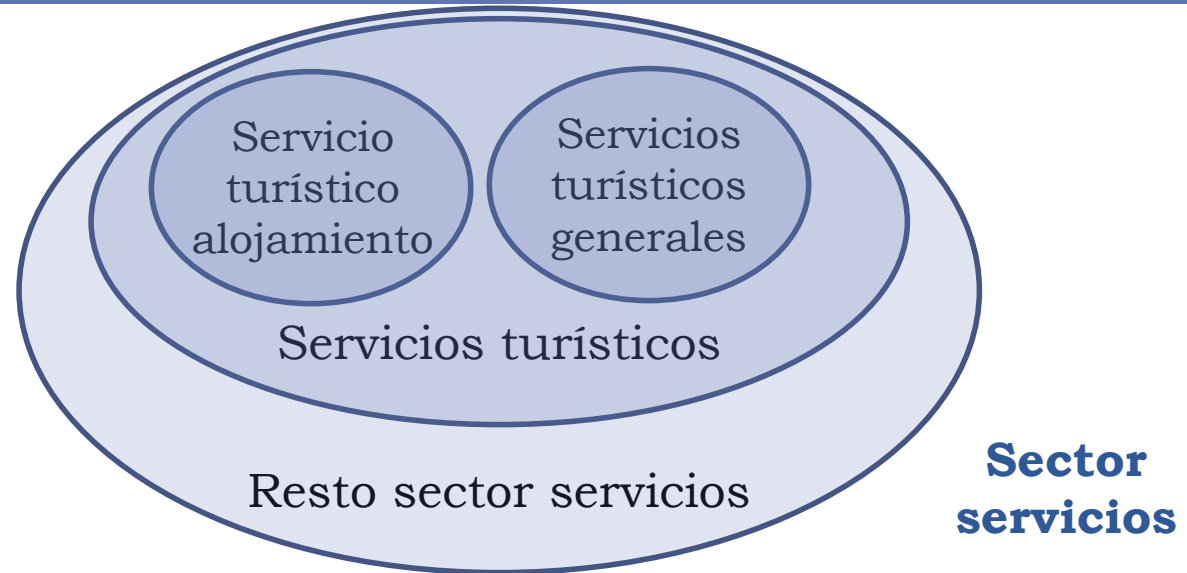 Servicio
turístico
alojamiento
Servicios
turísticos
generales
Servicios turísticos
Resto sector servicios
Sector
servicios